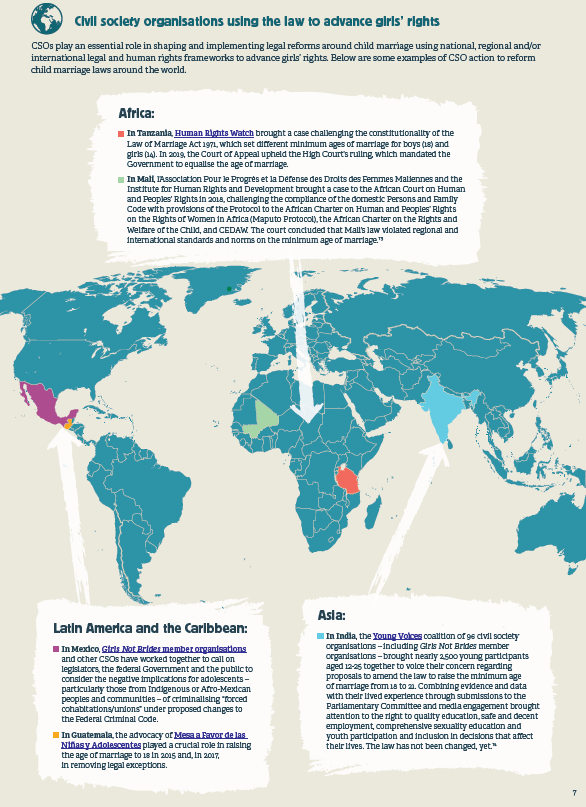 Civil society organisations using the law to advance girls' rights
CSOs play an essential role in shaping and implementing legal reforms around child marriage using national, regional and/or
international legal and human rights frameworks to advance girls' rights. Below are some examples of CSO action to reform
child marriage laws around the world.
Africa:
In Tanzania, Human Rights Watch brought a case challenging the constitutionality of the
Law of Marriage Act 1971, which set different minimum ages of marriage for boys (18) and
girls (14). In 2019, the Court of Appeal upheld the High Court's ruling, which mandated the
Government to equalise the age of marriage.
In Mali, l'Association Pour le Progrès et la Défense des Droits des Femmes Maliennes and the
Institute for Human Rights and Development brought a case to the African Court on Human
and Peoples' Rights in 2018, challenging the compliance of the domestic Persons and Family
Code with provisions of the Protocol to the African Charter on Human and Peoples' Rights
on the Rights of Women in Africa (Maputo Protocol), the African Charter on the Rights and
Welfare of the Child, and CEDAW. The court concluded that Mali's law violated regional and
international standards and norms on the minimum age of marriage.
Latin America and the Caribbean:
In Mexico, Girls Not Brides member organisations
and other CSOs have worked together to call on
legislators, the federal Government and the public to
consider the negative implications for adolescents –
particularly those from Indigenous or Afro-Mexican
peoples and communities – of criminalising "forced
cohabitations/unions" under proposed changes to
the Federal Criminal Code.
In Guatemala, the advocacy of Mesa a Favor de las
Niñas y Adolescentes played a crucial role in raising
the age of marriage to 18 in 2015 and, in 2017,
in removing legal exceptions.
Asia:
In India, the Young Voices coalition of 96 civil society
organisations – including Girls Not Brides member
organisations – brought nearly 2,500 young participants
aged 12-25 together to voice their concern regarding
proposals to amend the law to raise the minimum age
of marriage from 18 to 21. Combining evidence and data
with their lived experience through submissions to the
Parliamentary Committee and media engagement brought
attention to the right to quality education, safe and decent
employment, comprehensive sexuality education and
youth participation and inclusion in decisions that affect
their lives. The law has not been changed, yet.
7